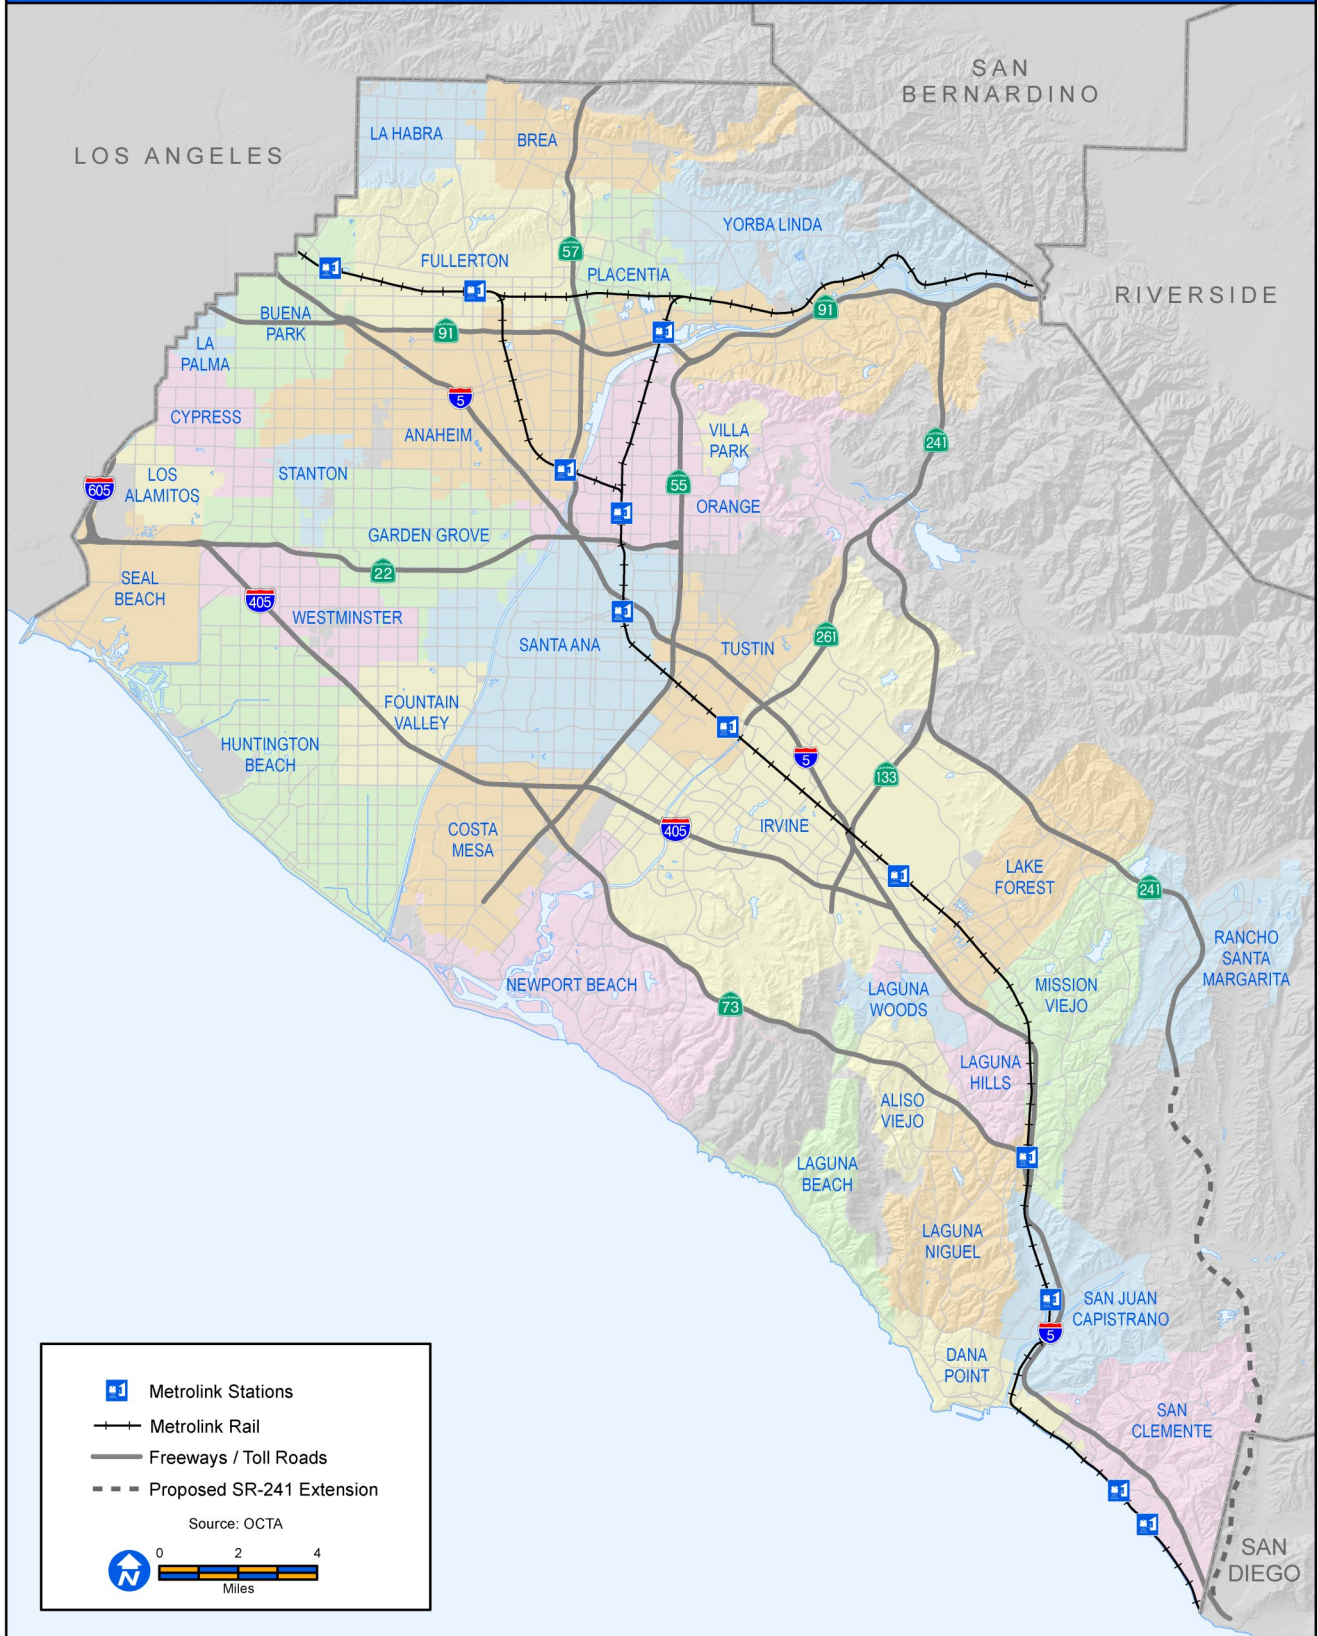 SAN
BERNARDINO
LOS ANGELES
LA HABRA
BREA
YORBA LINDA
57
FULLERTON
PLACENTIA
RIVERSIDE
91
BUENA
PARK
91
LA
PALMA
5
CYPRESS
ANAHEIM
VILLA
PARK
241
LOS
ALAMITOS
STANTON
605
55
ORANGE
GARDEN GROVE
22
SEAL
BEACH
405
WESTMINSTER
261
SANTA ANA
TUSTIN
FOUNTAIN
VALLEY
HUNTINGTON
BEACH
5
133
COSTA
MESA
405
IRVINE
LAKE
FOREST
241
RANCHO
SANTA
MARGARITA
NEWPORT BEACH
73
LAGUNA
WOODS
MISSION
VIEJO
LAGUNA
HILLS
ALISO
VIEJO
LAGUNA
BEACH
LAGUNA
NIGUEL
SAN JUAN
CAPISTRANO
5
DANA
POINT
SAN
CLEMENTE
SAN
DIEGO
Metrolink Stations
Metrolink Rail
Freeways / Toll Roads
Proposed SR-241 Extension
Source: OCTA
N
0 2 4
Miles